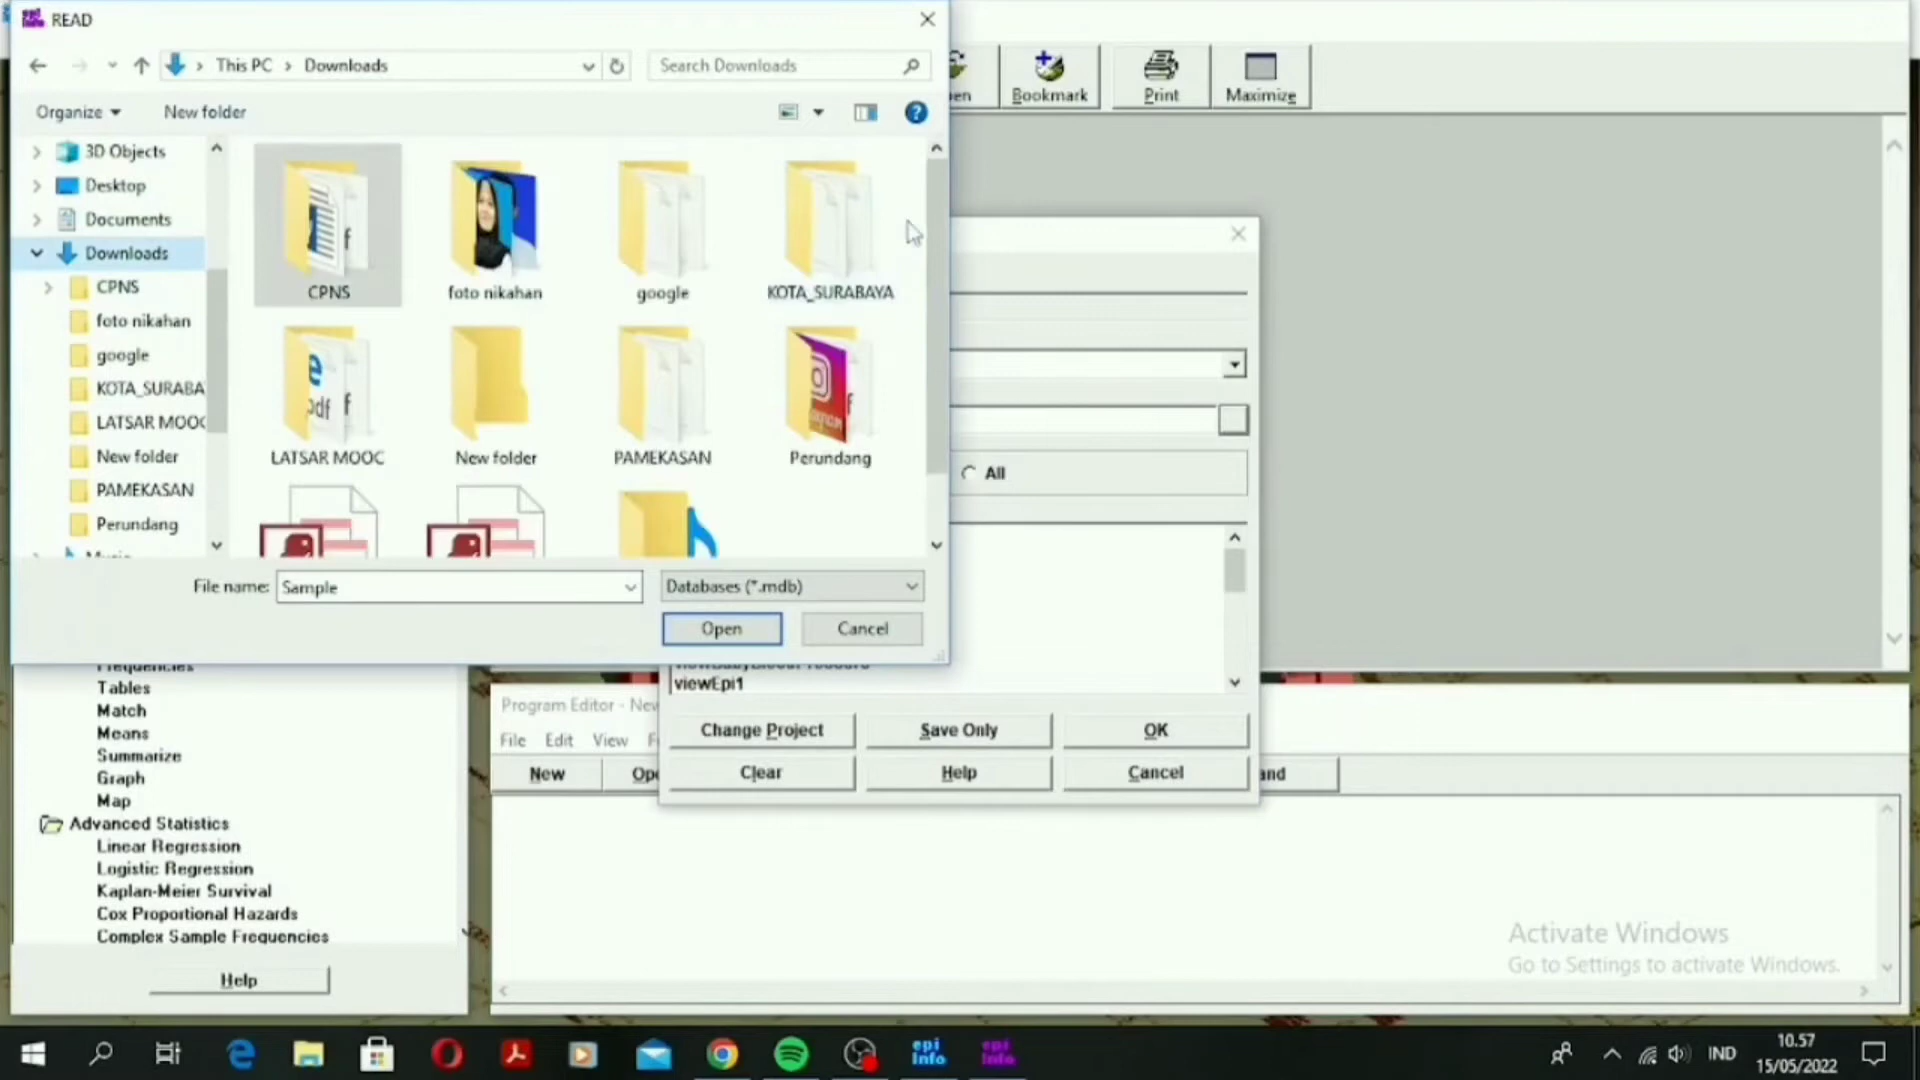 READ
This PC > Downloads
Search Downloads
Organize
New folder
Bookmark
Print
Maximize
3D Objects
Desktop
Documents
Downloads
CPNS
foto nikahan
google
KOTA_SURABA
LATSAR MOOC
New folder
PAMEKASAN
Perundang
CPNS
foto nikahan
google
KOTA_SURABAYA
LATSAR MOOC
New folder
PAMEKASAN
Perundang
File name:
Sample
Databases (*.mdb)
Open
Cancel
All
viewEpi1
Change Project
Save Only
OK
Clear
Help
Cancel
Frequencies
Tables
Match
Means
Summarize
Graph
Map
Advanced Statistics
Linear Regression
Logistic Regression
Kaplan-Meier Survival
Cox Proportional Hazards
Complex Sample Frequencies
Help
Program Editor - New
File Edit View F
New
Ope
and
Activate Windows
Go to Settings to activate Windows.
epi info
epi info
IND
10.57
15/05/2022